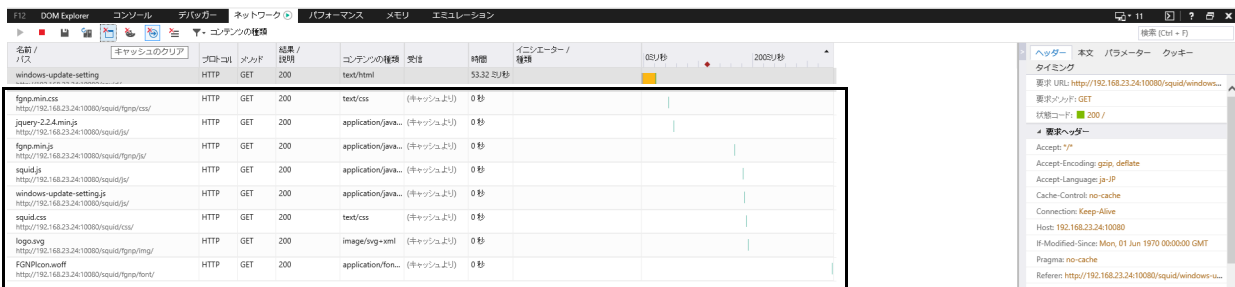 F12 DOM Explorer コンソール デバッガー ネットワーク パフォーマンス メモリ エミュレーション 11 ?
コンテンツの種類 検索 (Ctrl + F)
名前 / パス プロトコル メソッド 結果 / 説明 コンテンツの種類 受信 時間 イニシエーター / 種類 0ミリ秒 200ミリ秒
キャッシュのクリア
windows-update-setting HTTP GET 200 text/html 53.32 ミリ秒
fgnp.min.css HTTP GET 200 text/css (キャッシュより) 0 秒
http://192.168.23.24:10080/squid/fgnp/css/
jquery-2.2.4.min.js HTTP GET 200 application/java... (キャッシュより) 0 秒
http://192.168.23.24:10080/squid/js/
fgnp.min.js HTTP GET 200 application/java... (キャッシュより) 0 秒
http://192.168.23.24:10080/squid/fgnp/js/
squid.js HTTP GET 200 application/java... (キャッシュより) 0 秒
http://192.168.23.24:10080/squid/js/
windows-update-setting.js HTTP GET 200 application/java... (キャッシュより) 0 秒
http://192.168.23.24:10080/squid/js/
squid.css HTTP GET 200 text/css (キャッシュより) 0 秒
http://192.168.23.24:10080/squid/css/
logo.svg HTTP GET 200 image/svg+xml (キャッシュより) 0 秒
http://192.168.23.24:10080/squid/fgnp/img/
FGNPIcon.woff HTTP GET 200 application/fon... (キャッシュより) 0 秒
http://192.168.23.24:10080/squid/fgnp/font/
ヘッダー 本文 パラメーター クッキー
タイミング
要求 URL: http://192.168.23.24:10080/squid/windows...
要求メソッド: GET
状態コード: 200 /
要求ヘッダー
Accept: */*
Accept-Encoding: gzip, deflate
Accept-Language: ja-JP
Cache-Control: no-cache
Connection: Keep-Alive
Host: 192.168.23.24:10080
If-Modified-Since: Mon, 01 Jun 1970 00:00:00 GMT
Pragma: no-cache
Referer: http://192.168.23.24:10080/squid/windows-u...